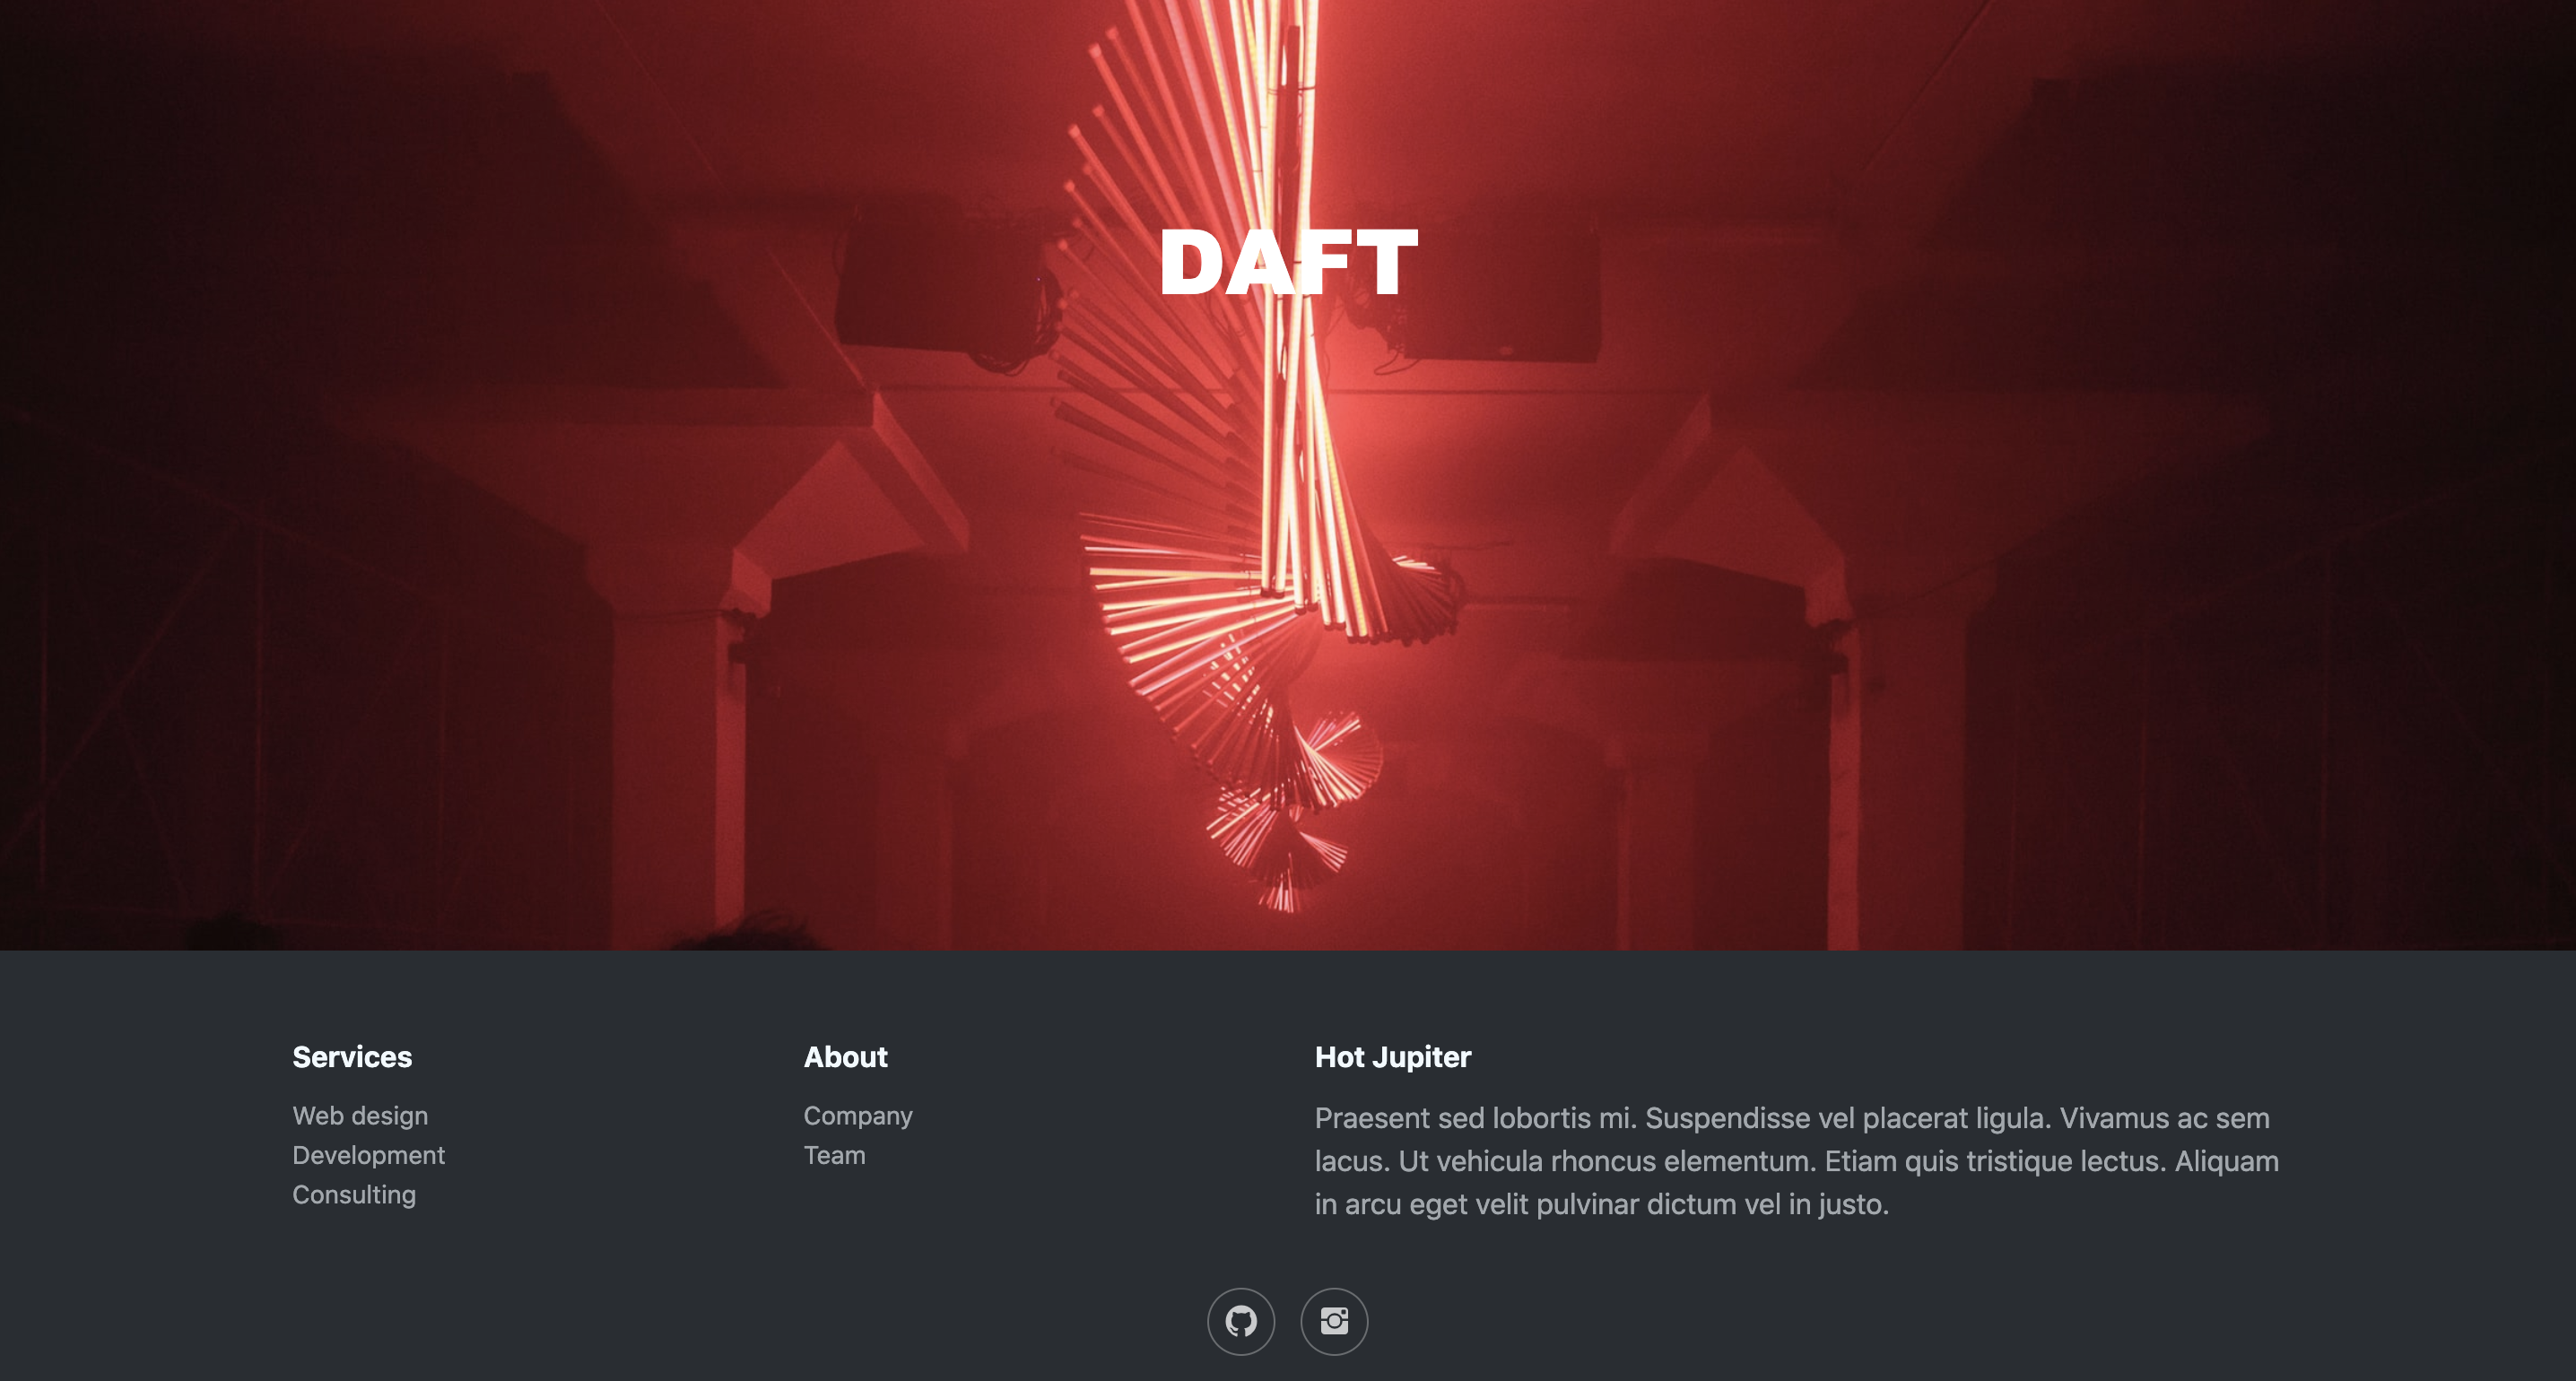 DAFT
Services
Web design
Development
Consulting
About
Company
Team
Hot Jupiter
Praesent sed lobortis mi. Suspendisse vel placerat ligula. Vivamus ac sem
lacus. Ut vehicula rhoncus elementum. Etiam quis tristique lectus. Aliquam
in arcu eget velit pulvinar dictum vel in justo.